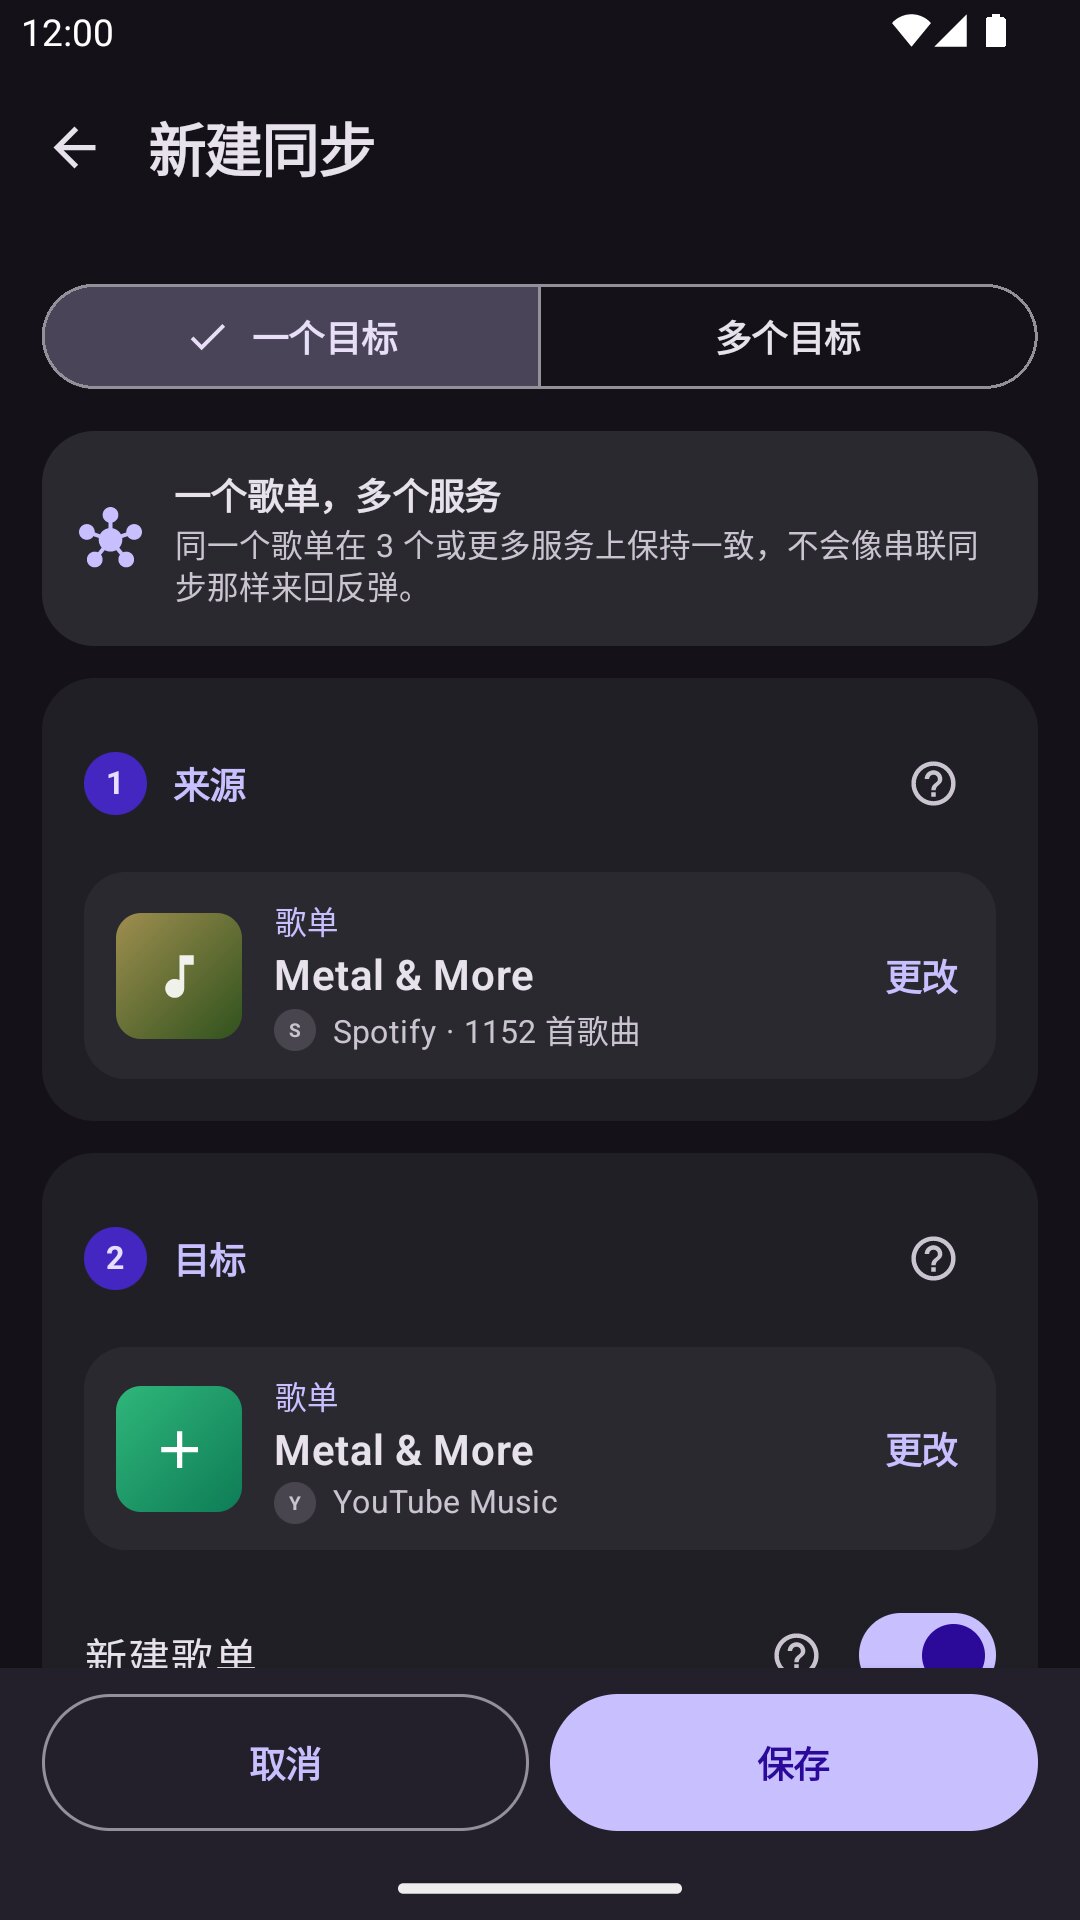 12:00
新建同步
一个目标
多个目标
一个歌单，多个服务
同一个歌单在 3 个或更多服务上保持一致，不会像串联同
步那样来回反弹。
1
来源
歌单
Metal & More
更改
S
Spotify · 1152 首歌曲
2
目标
歌单
Metal & More
更改
Y
YouTube Music
新建歌单
取消
保存